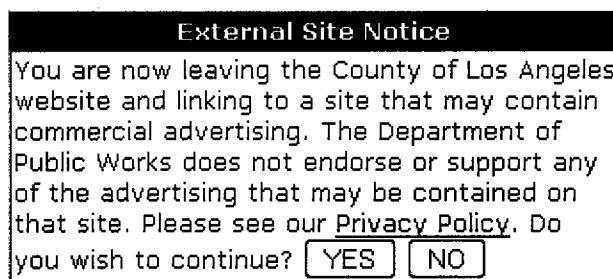 External Site Notice
You are now leaving the County of Los Angeles
website and linking to a site that may contain
commercial advertising. The Department of
Public Works does not endorse or support any
of the advertising that may be contained on
that site. Please see our Privacy Policy. Do
you wish to continue? YES NO